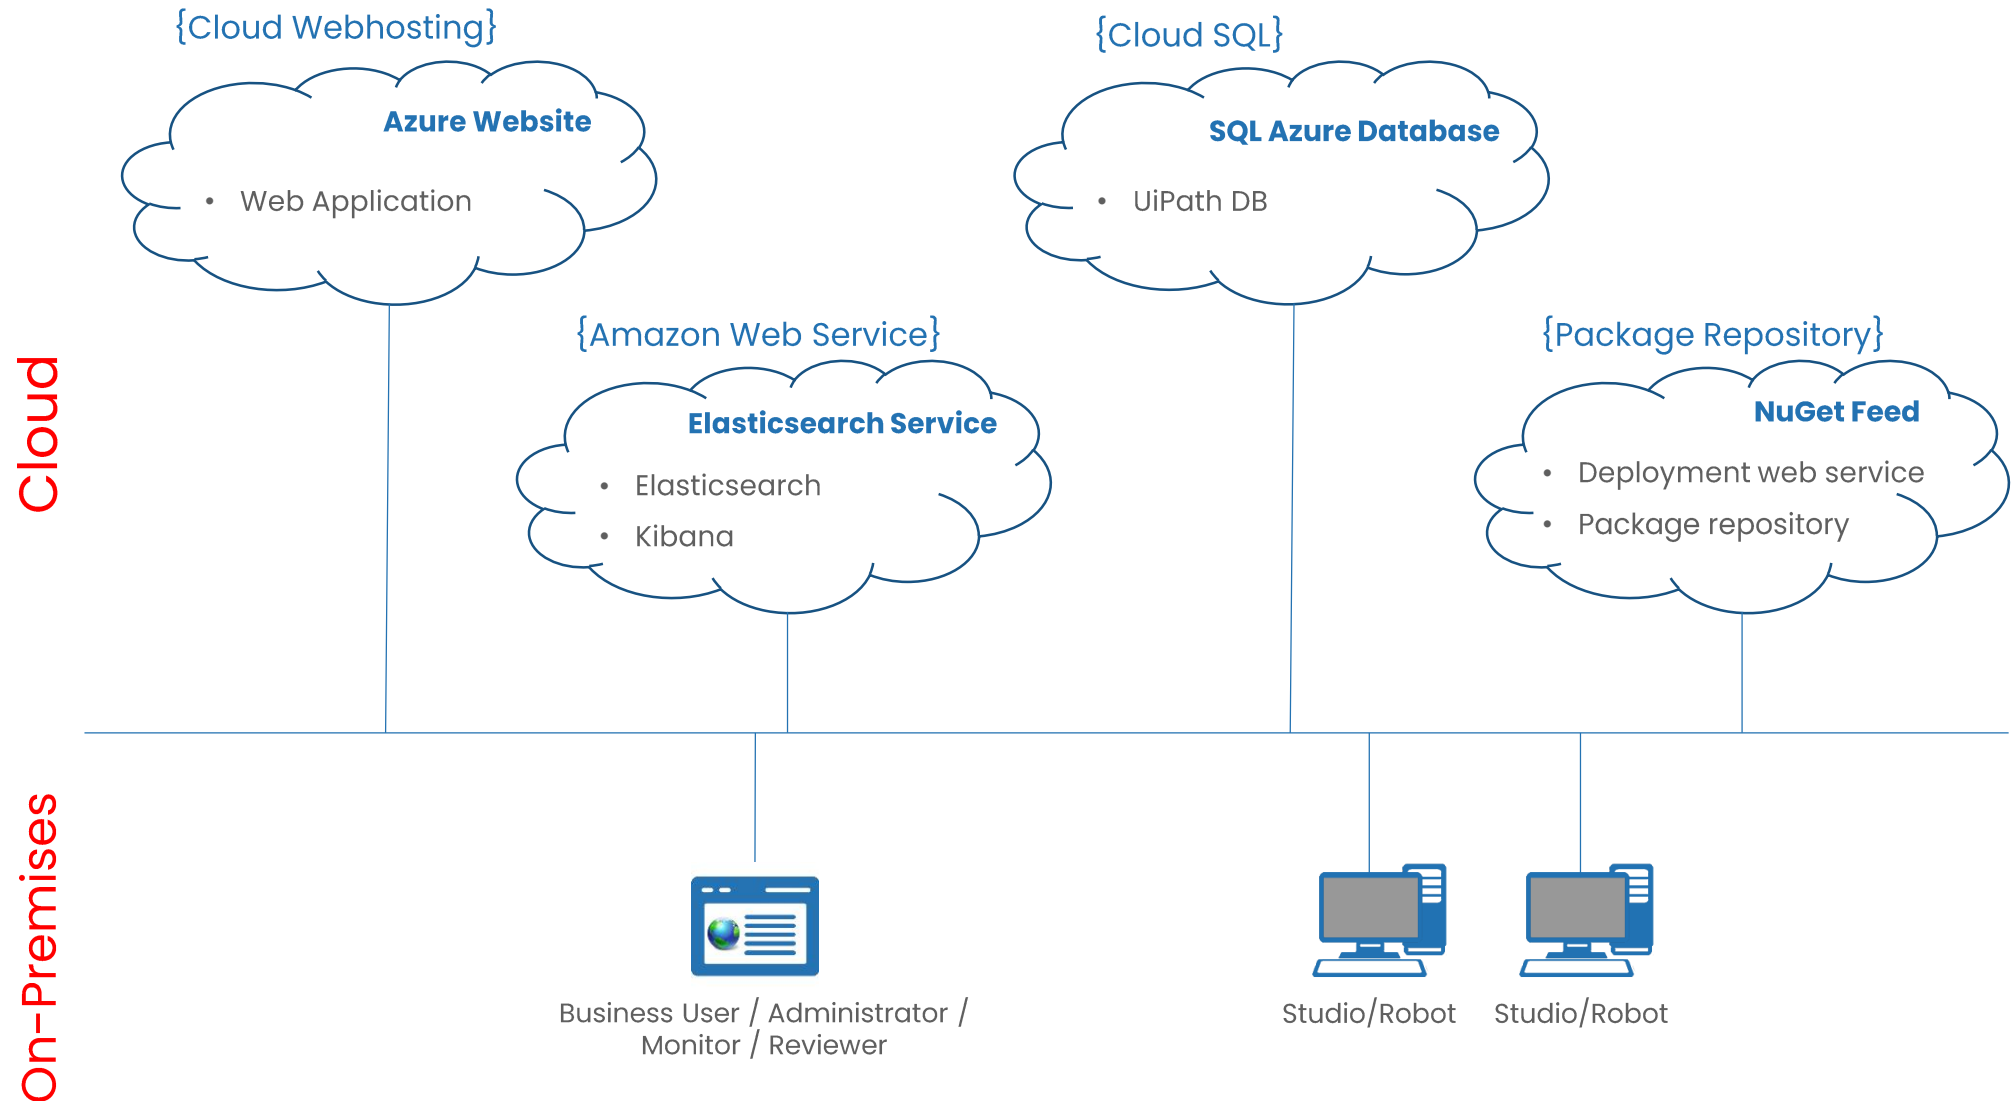 {Cloud Webhosting}
Azure Website
• Web Application
{Cloud SQL}
SQL Azure Database
• UiPath DB
{Amazon Web Service}
Elasticsearch Service
• Elasticsearch
• Kibana
{Package Repository}
NuGet Feed
• Deployment web service
• Package repository
Cloud
On-Premises
Business User / Administrator /
Monitor / Reviewer
Studio/Robot
Studio/Robot